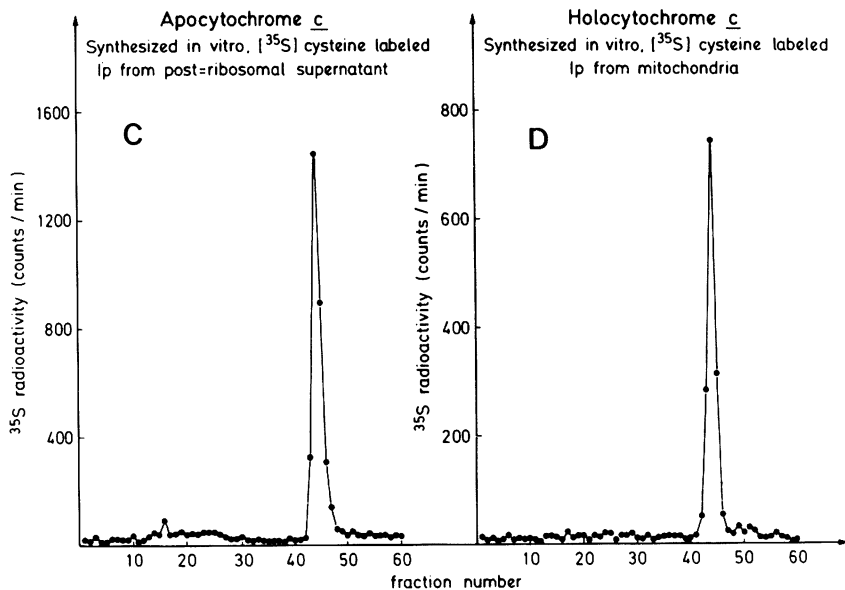 Apocytochrome c
Synthesized in vitro, [³⁵S] cysteine labeled
Ip from post=ribosomal supernatant
C
³⁵S radioactivity (counts / min)
1600
1200
800
400
10 20 30 40 50 60
Holocytochrome c
Synthesized in vitro, [³⁵S] cysteine labeled
Ip from mitochondria
D
³⁵S radioactivity (counts / min)
800
600
400
200
10 20 30 40 50 60
fraction number